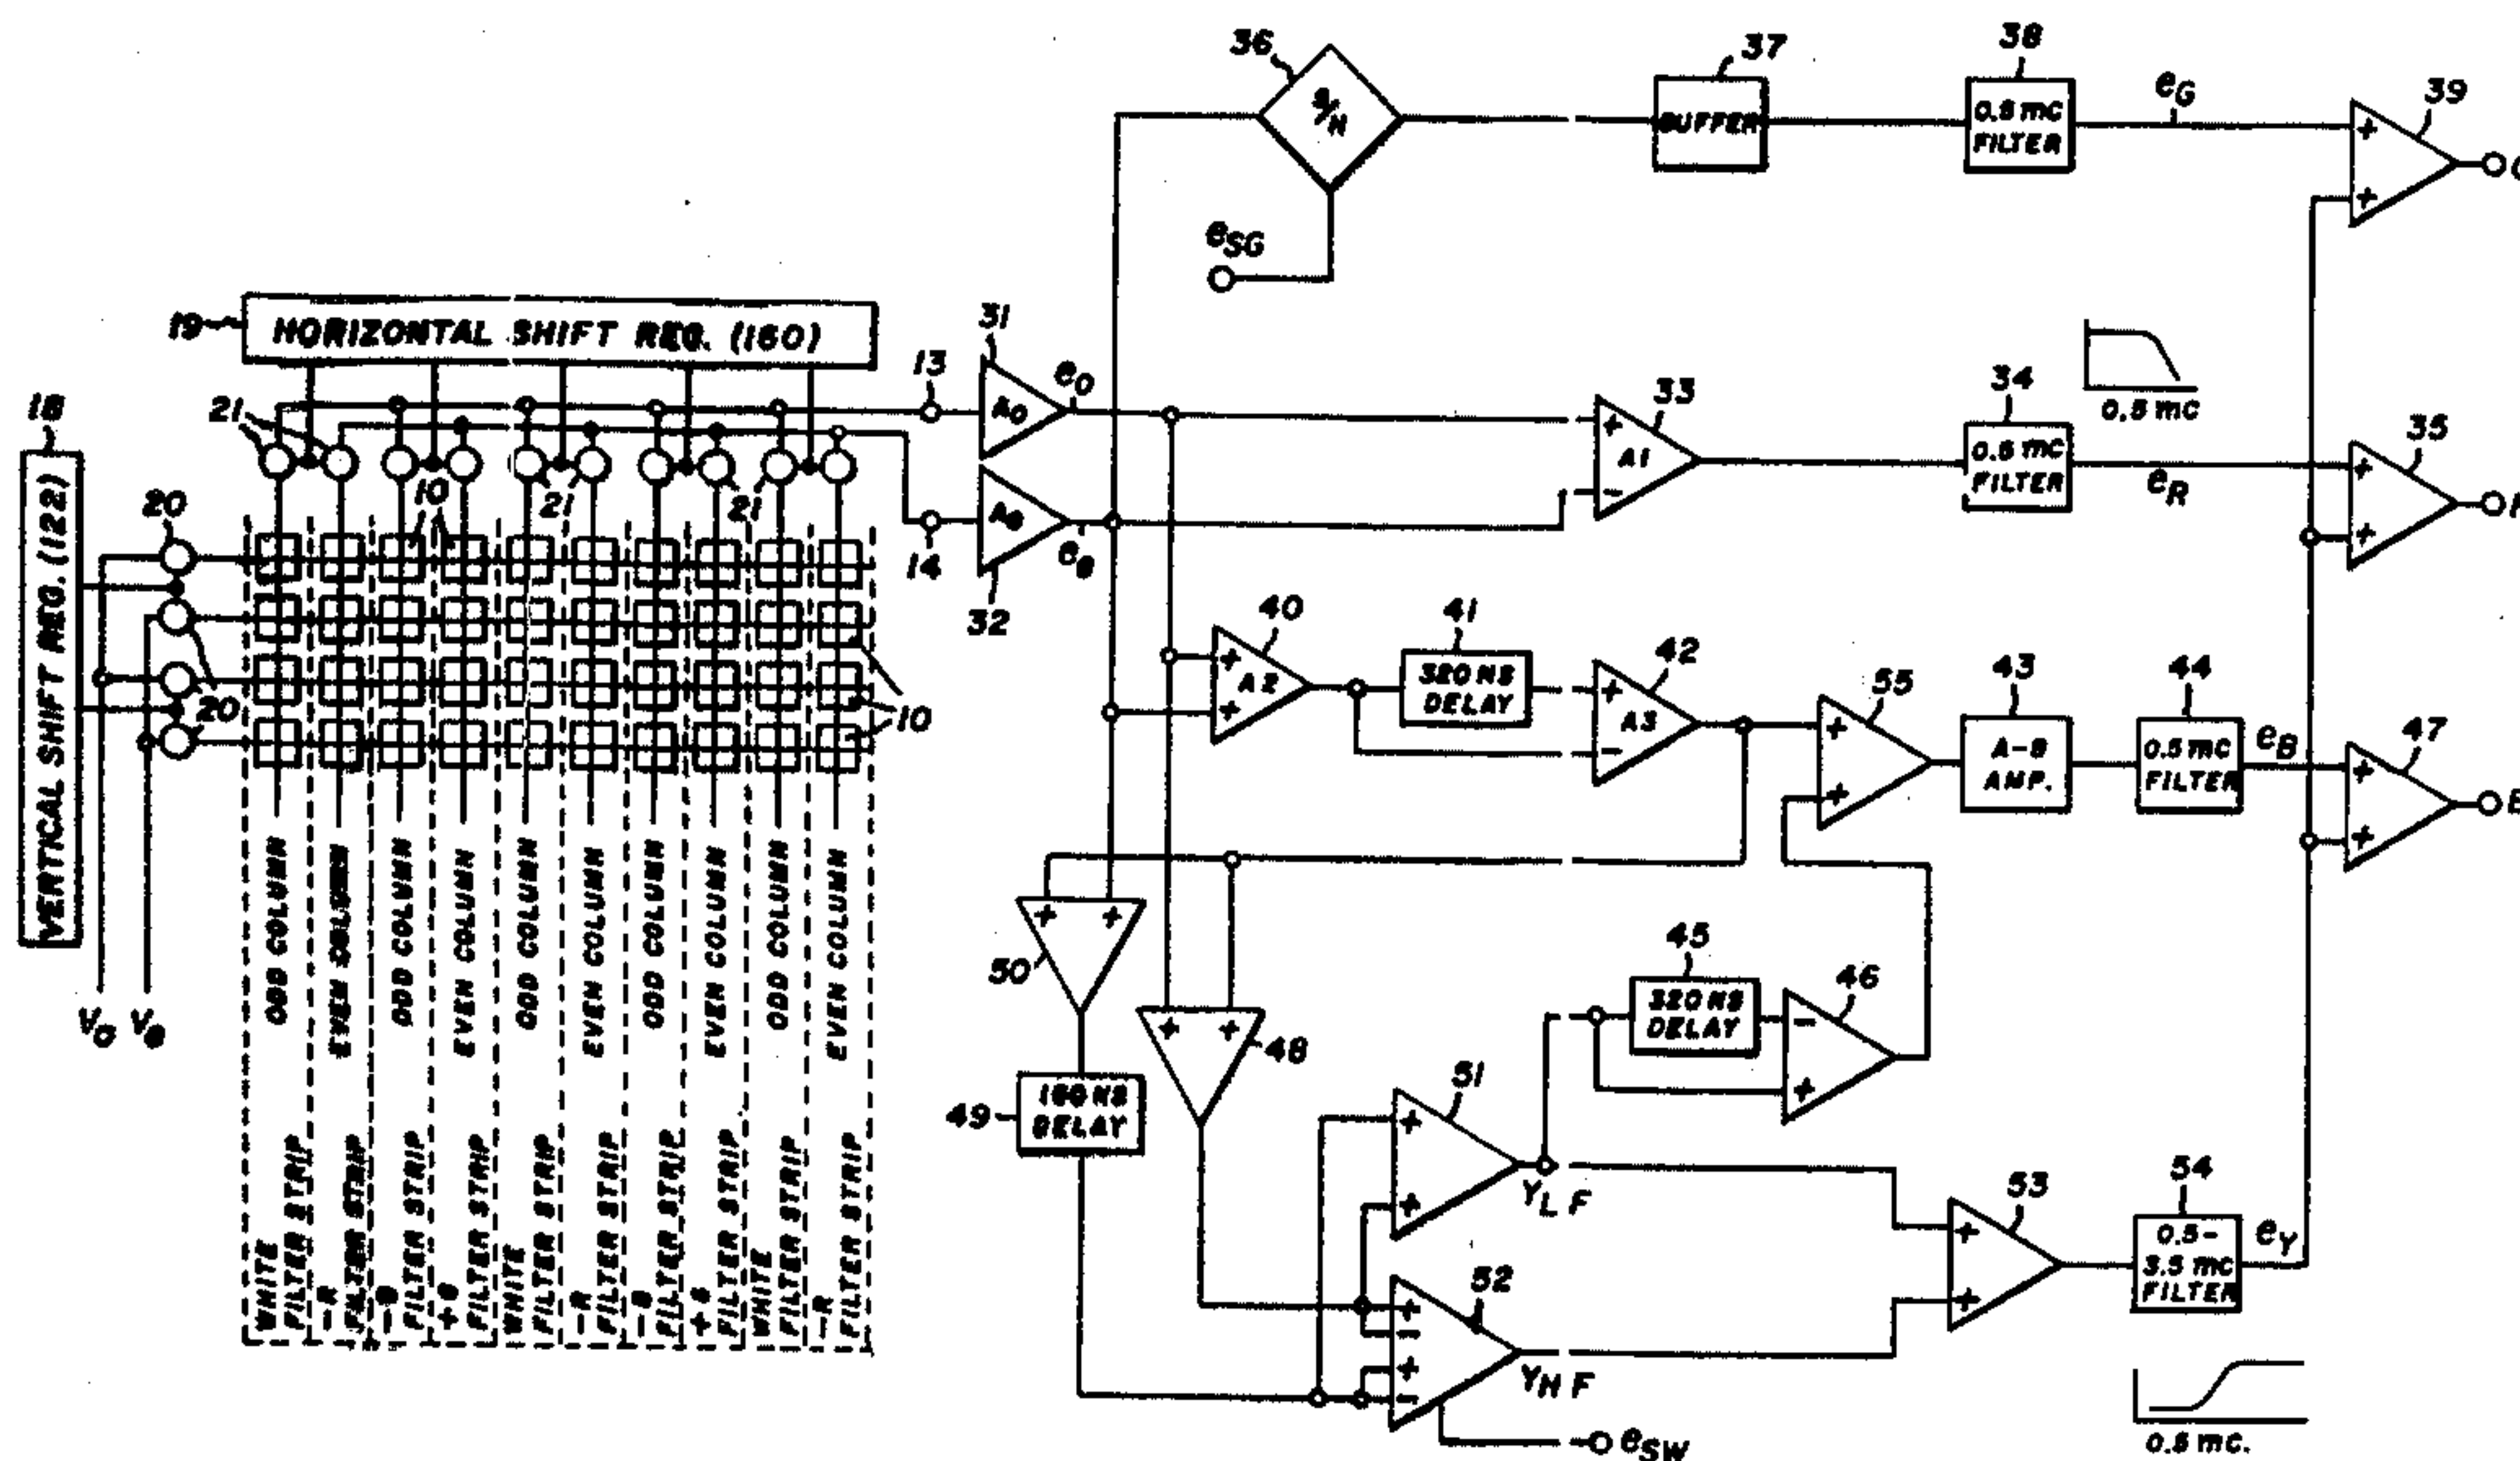 36
37
38
S/H
BUFFER
0.5 mc
FILTER
eG
39
+
+
eSG
19
HORIZONTAL SHIFT REG. (160)
31
13
eO
AO
33
34
0.5 mc
35
18
21
+
A1
-
0.5 mc
FILTER
eR
+
+
VERTICAL SHIFT REG. (122)
20
10
21
21
14
Ae
ee
32
40
41
42
55
43
44
+
A2
+
320 NS
DELAY
+
A3
-
+
+
A-B
AMP.
0.5 mc
FILTER
eB
47
+
+
20
10
VO Ve
ODD COLUMN
EVEN COLUMN
ODD COLUMN
EVEN COLUMN
ODD COLUMN
EVEN COLUMN
ODD COLUMN
EVEN COLUMN
ODD COLUMN
EVEN COLUMN
50
+ +
48
+ +
45
320 NS
DELAY
46
-
+
49
DELAY
51
+
+
YLF
52
+
-
+
-
YHF
eSW
53
+
+
54
0.5-
3.5 mc
FILTER
eY
0.5 mc.
WHITE
FILTER STRIP
-R
FILTER STRIP
FILTER STRIP
FILTER STRIP
WHITE
FILTER STRIP
-R
FILTER STRIP
FILTER STRIP
FILTER STRIP
WHITE
FILTER STRIP
-R
FILTER STRIP